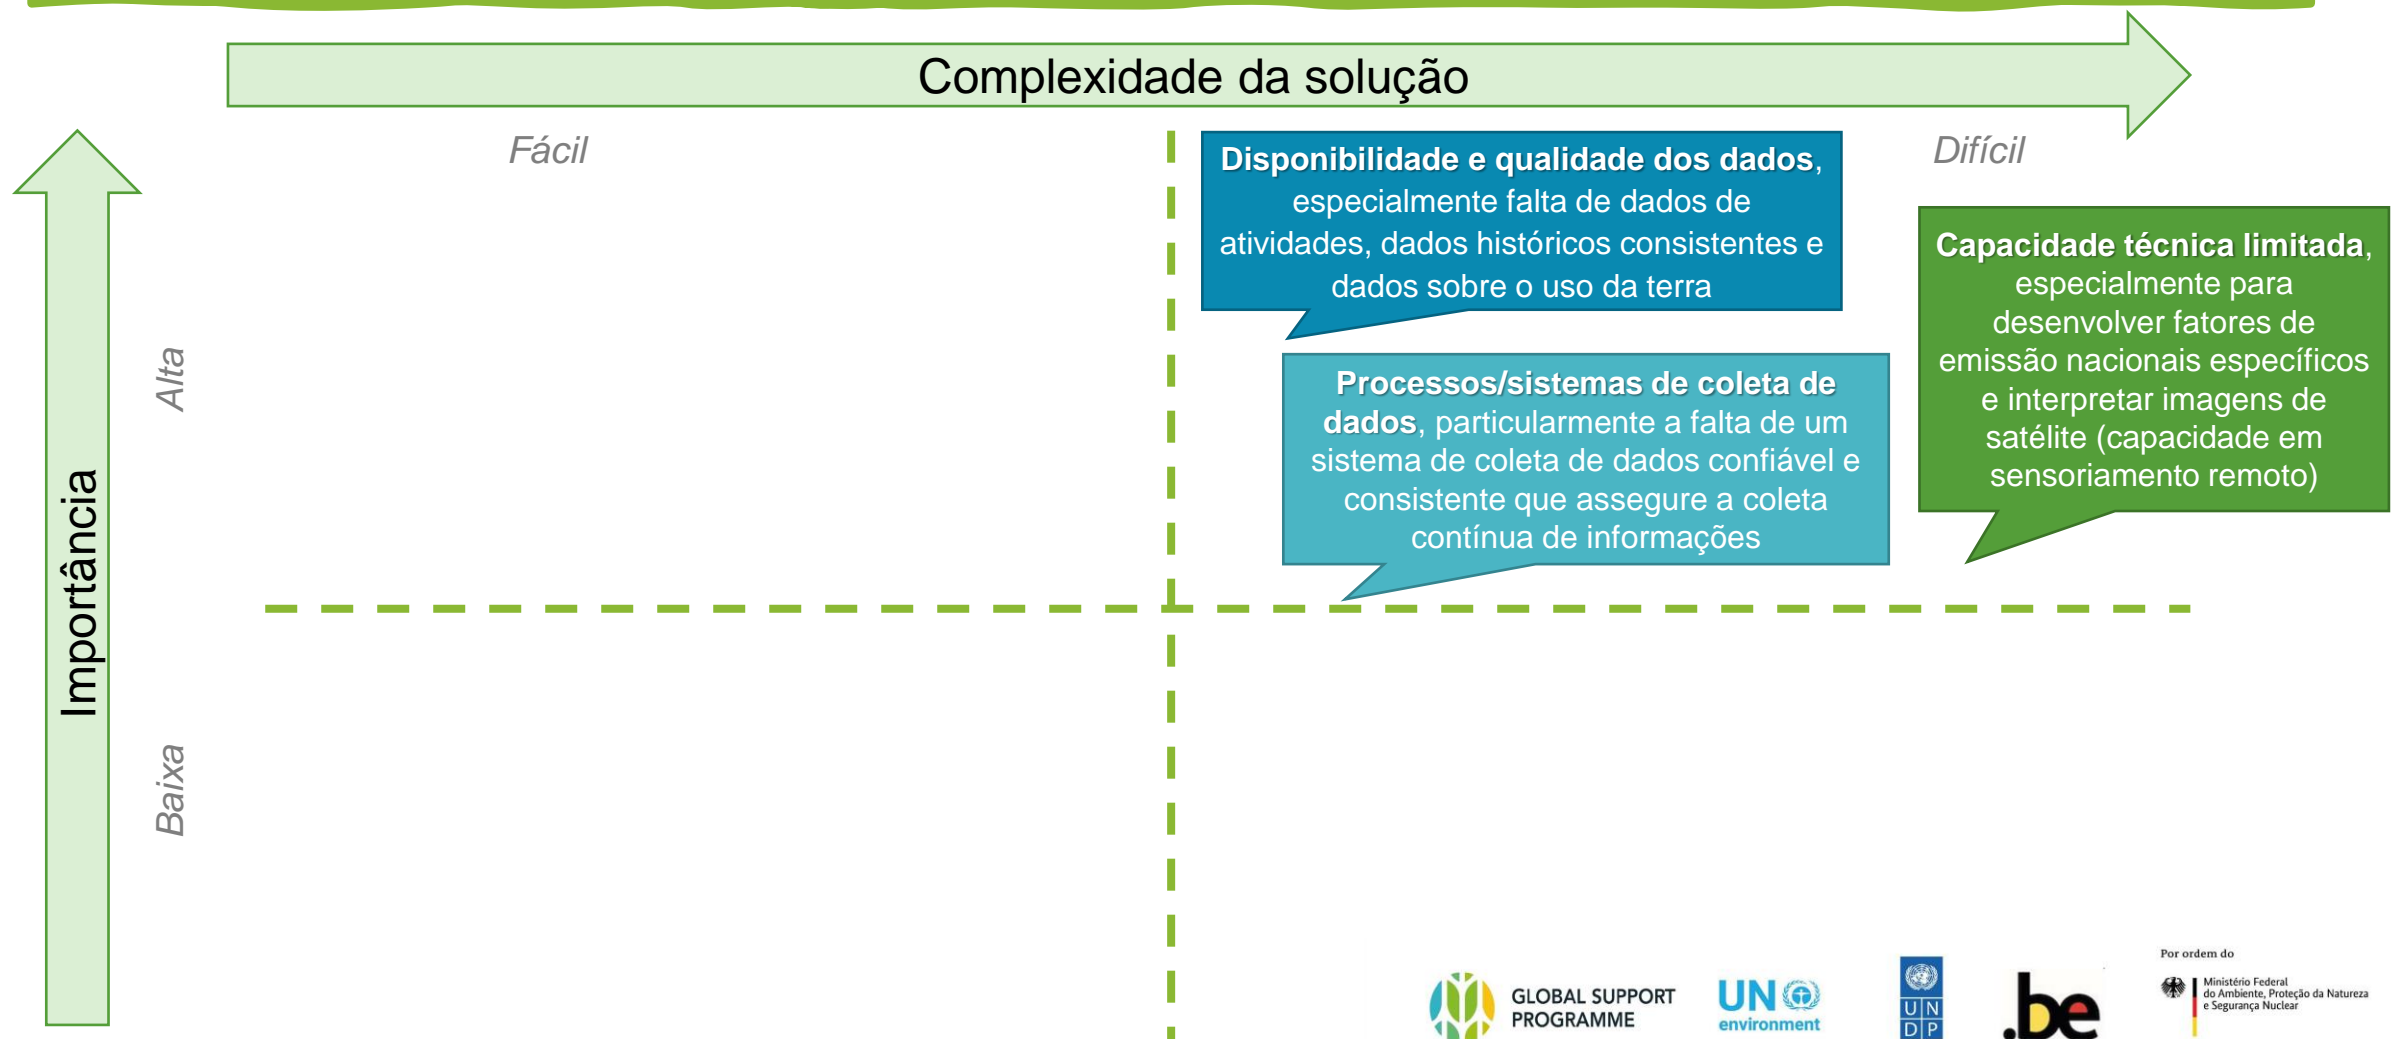 Complexidade da solução
Fácil
Difícil
Importância
Alta
Baixa
Disponibilidade e qualidade dos dados,
especialmente falta de dados de
atividades, dados históricos consistentes e
dados sobre o uso da terra
Processos/sistemas de coleta de
dados, particularmente a falta de um
sistema de coleta de dados confiável e
consistente que assegure a coleta
contínua de informações
Capacidade técnica limitada,
especialmente para
desenvolver fatores de
emissão nacionais específicos
e interpretar imagens de
satélite (capacidade em
sensoriamento remoto)
GLOBAL SUPPORT
PROGRAMME
UN
environment
U N
D P
.be
Por ordem do
Ministério Federal
do Ambiente, Proteção da Natureza
e Segurança Nuclear